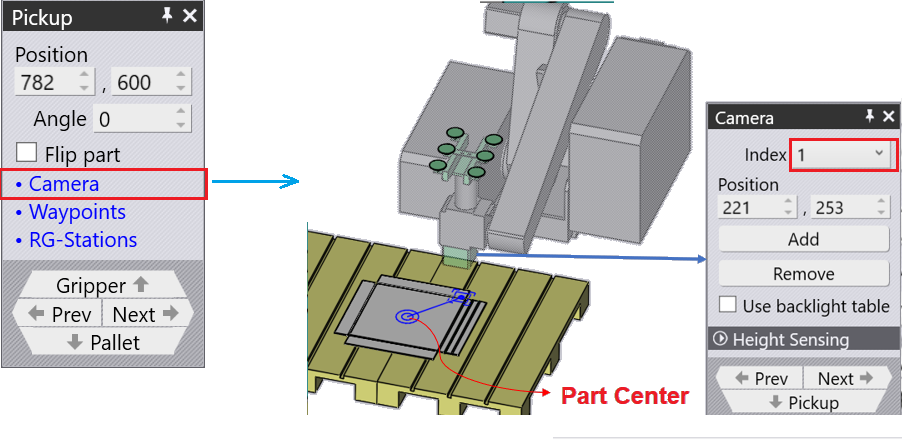 Pickup
Position
782 , 600
Angle 0
Flip part
• Camera
• Waypoints
• RG-Stations
Gripper
Prev Next
Pallet
Part Center
Camera
Index 1
Position
221 , 253
Add
Remove
Use backlight table
Height Sensing
Prev Next
Pickup